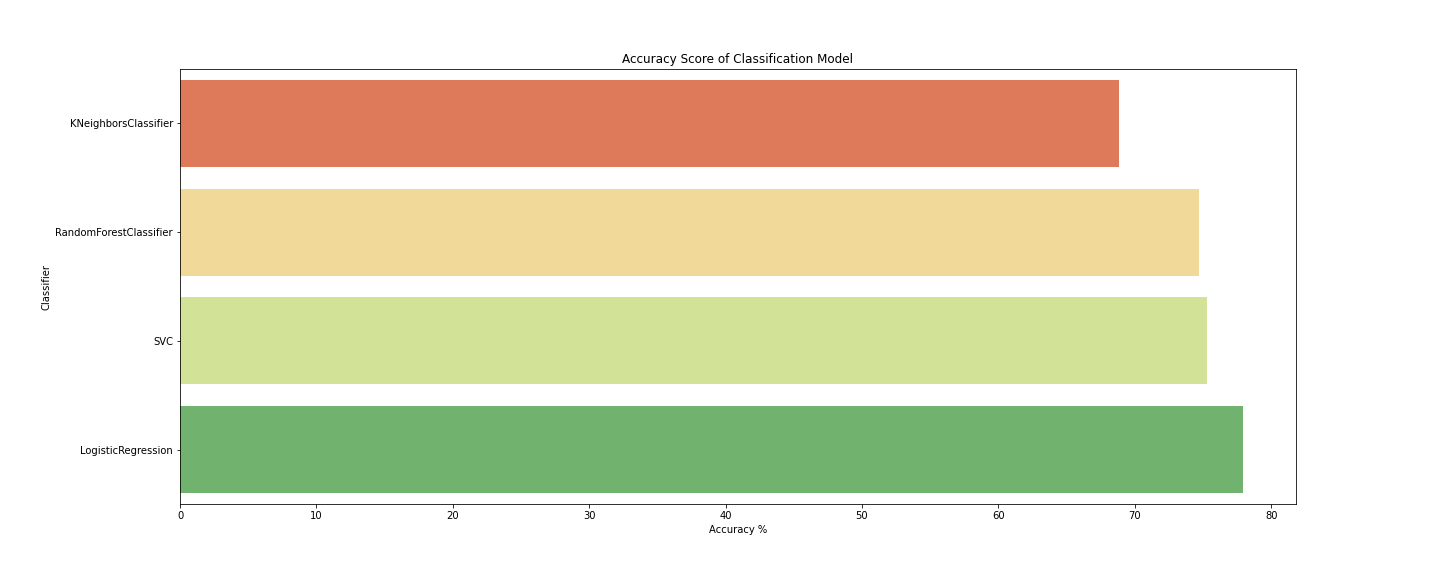 Accuracy Score of Classification Model
KNeighborsClassifier
RandomForestClassifier
SVC
LogisticRegression
Classifier
0 10 20 30 40 50 60 70 80
Accuracy %